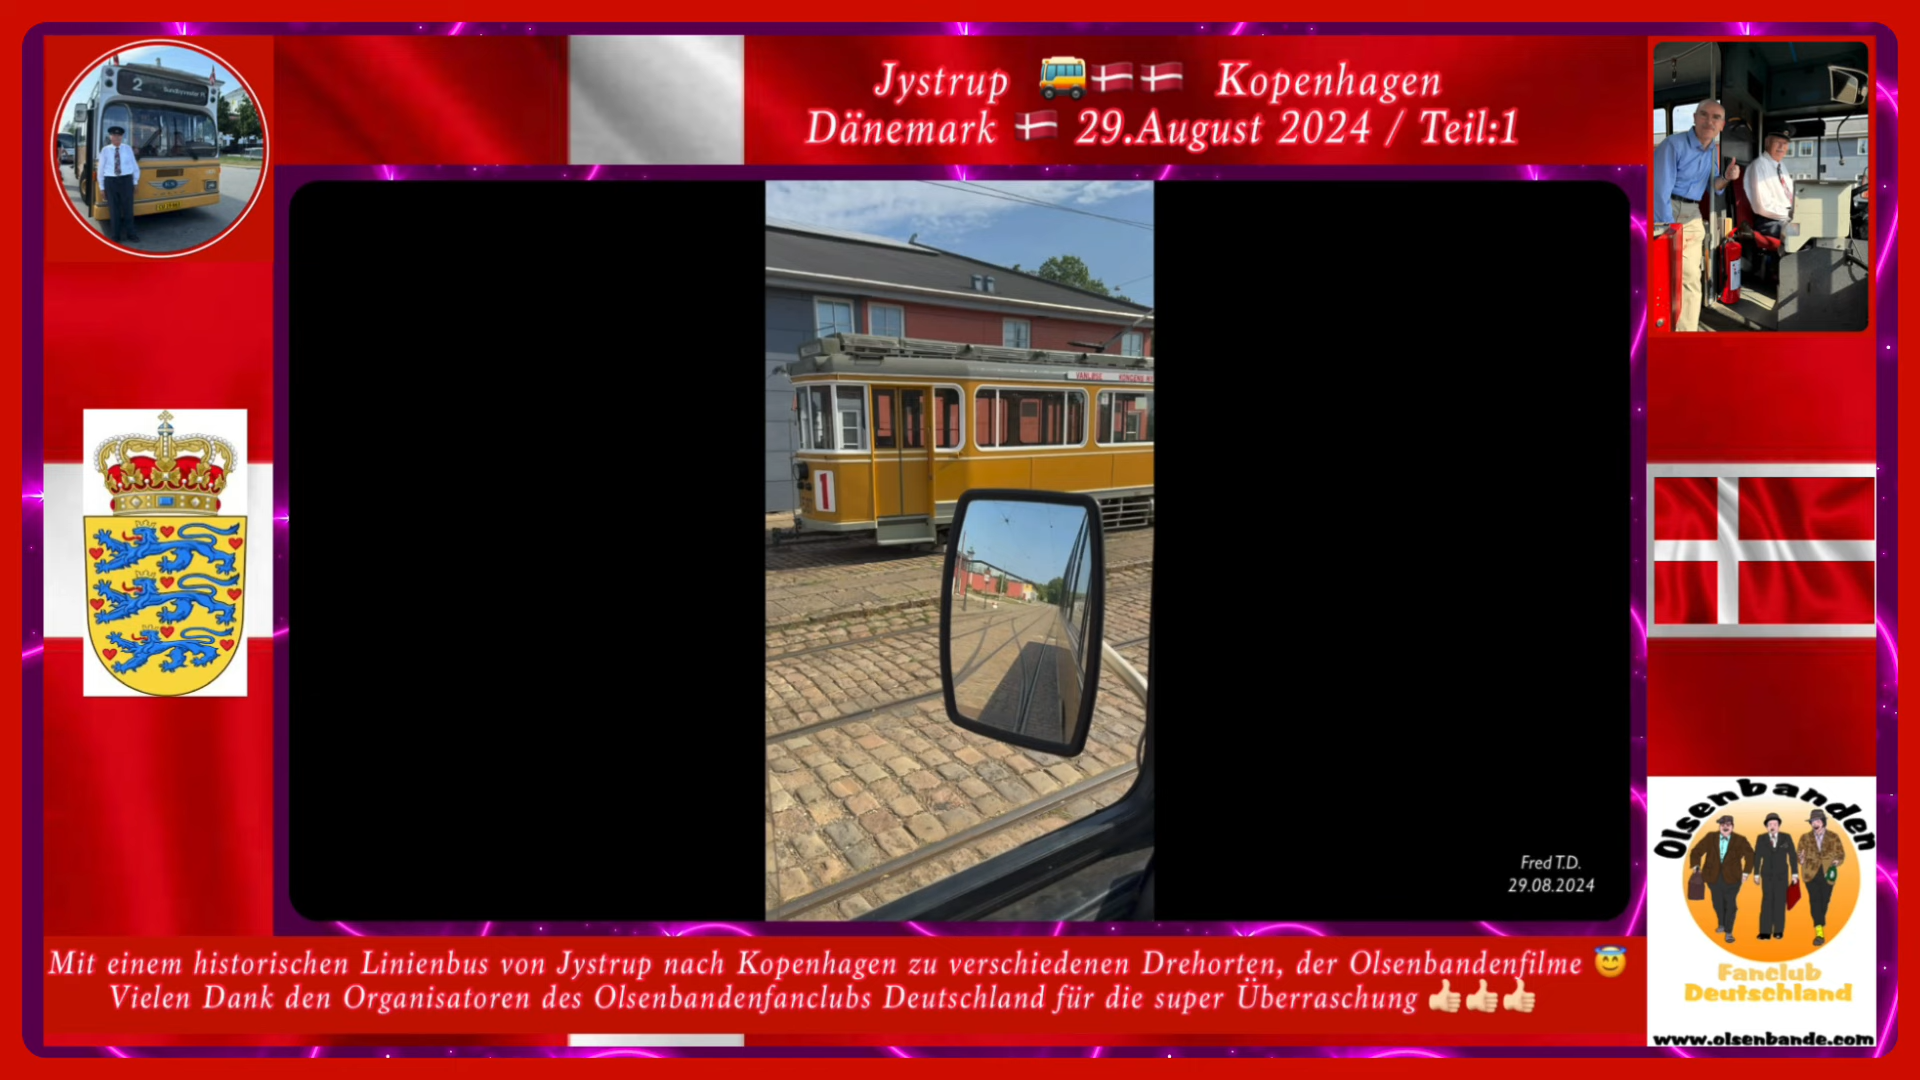 Jystrup 🚌🇩🇰🇩🇰 Kopenhagen
Dänemark 🇩🇰 29.August 2024 / Teil:1
2
VANLØSE
1
Fred T.D.
29.08.2024
Olsenbanden
Fanclub
Deutschland
www.olsenbande.com
Mit einem historischen Linienbus von Jystrup nach Kopenhagen zu verschiedenen Drehorten, der Olsenbandenfilme 😇
Vielen Dank den Organisatoren des Olsenbandenfanclubs Deutschland für die super Überraschung 👍🏻👍🏻👍🏻